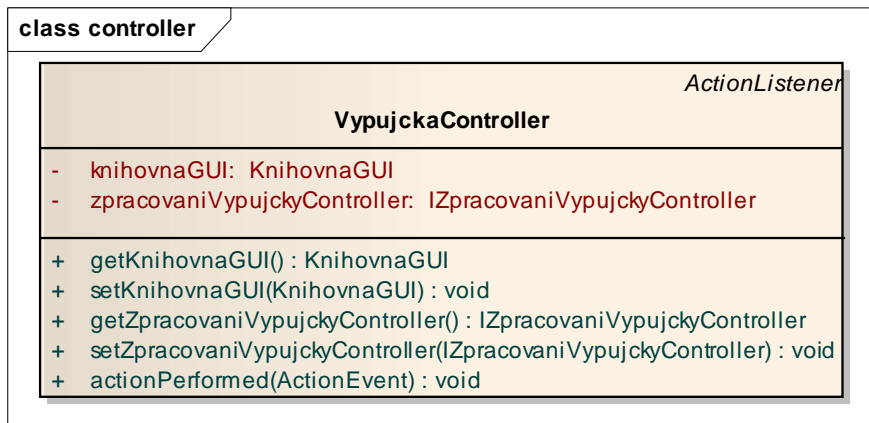 class controller
ActionListener
VypujckaController
- knihovnaGUI: KnihovnaGUI
- zpracovaniVypujckyController: IZpracovaniVypujckyController
+ getKnihovnaGUI() : KnihovnaGUI
+ setKnihovnaGUI(KnihovnaGUI) : void
+ getZpracovaniVypujckyController() : IZpracovaniVypujckyController
+ setZpracovaniVypujckyController(IZpracovaniVypujckyController) : void
+ actionPerformed(ActionEvent) : void